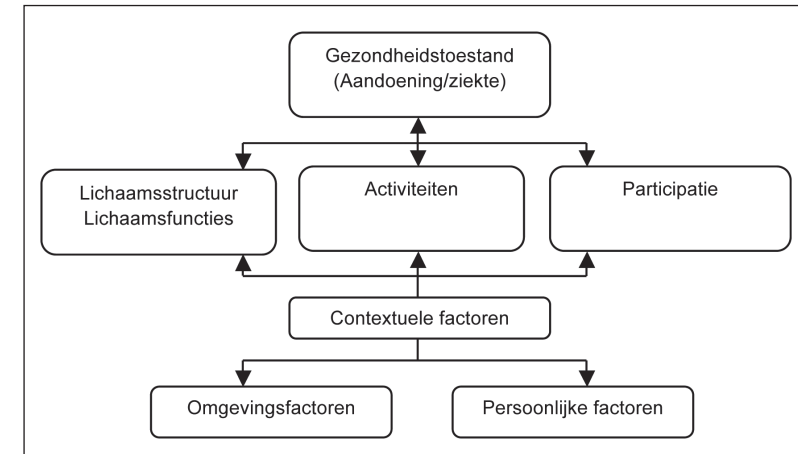 Gezondheidstoestand
(Aandoening/ziekte)
Lichaamsstructuur
Lichaamsfuncties
Activiteiten
Participatie
Contextuele factoren
Omgevingsfactoren
Persoonlijke factoren